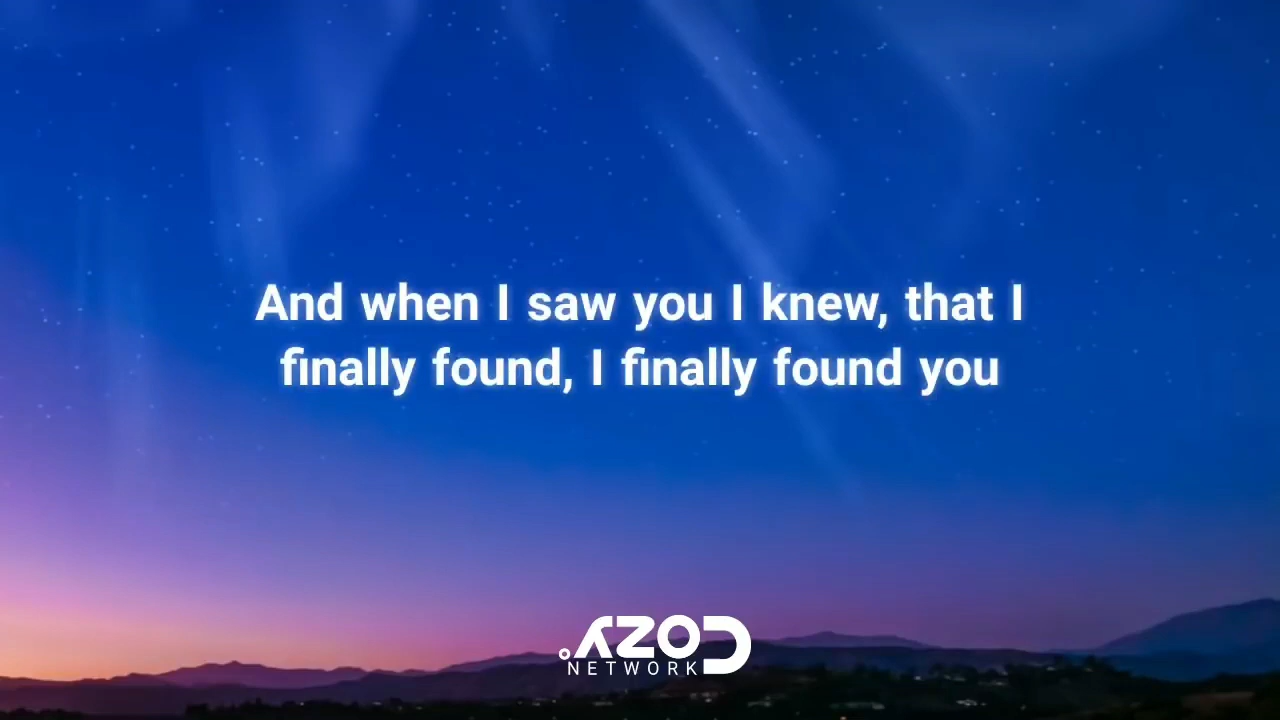 And when I saw you I knew, that I
finally found, I finally found you
COZY.
NETWORK